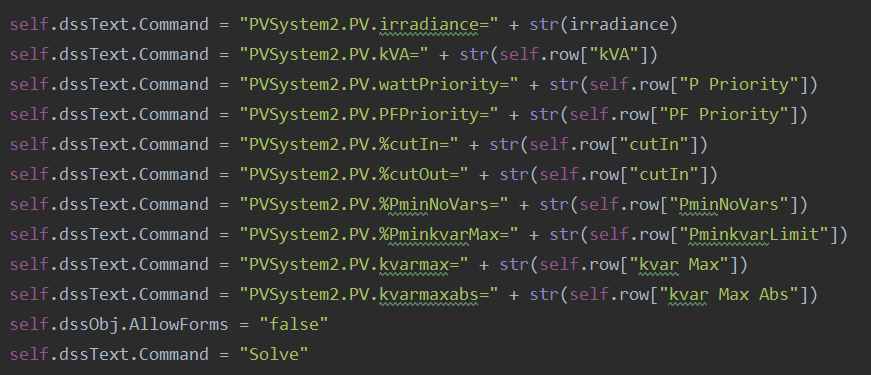 self.dssText.Command = "PVSystem2.PV.irradiance=" + str(irradiance)
self.dssText.Command = "PVSystem2.PV.kVA=" + str(self.row["kVA"])
self.dssText.Command = "PVSystem2.PV.wattPriority=" + str(self.row["P Priority"])
self.dssText.Command = "PVSystem2.PV.PFPriority=" + str(self.row["PF Priority"])
self.dssText.Command = "PVSystem2.PV.%cutIn=" + str(self.row["cutIn"])
self.dssText.Command = "PVSystem2.PV.%cutOut=" + str(self.row["cutIn"])
self.dssText.Command = "PVSystem2.PV.%PminNoVars=" + str(self.row["PminNoVars"])
self.dssText.Command = "PVSystem2.PV.%PminkvarMax=" + str(self.row["PminkvarLimit"])
self.dssText.Command = "PVSystem2.PV.kvarmax=" + str(self.row["kvar Max"])
self.dssText.Command = "PVSystem2.PV.kvarmaxabs=" + str(self.row["kvar Max Abs"])
self.dssObj.AllowForms = "false"
self.dssText.Command = "Solve"